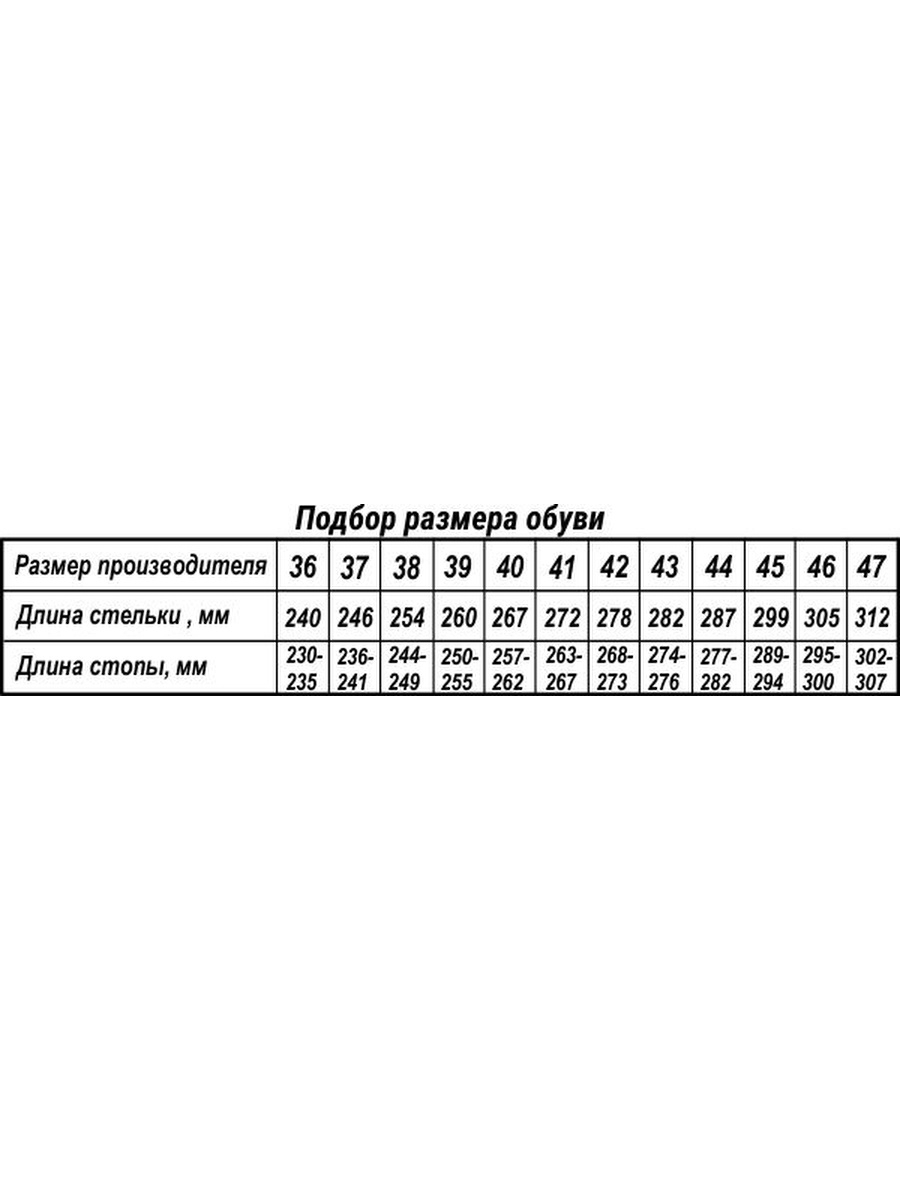 Подбор размера обуви
Размер производителя 36 37 38 39 40 41 42 43 44 45 46 47
Длина стельки , мм 240 246 254 260 267 272 278 282 287 299 305 312
Длина стопы, мм 230-235 236-241 244-249 250-255 257-262 263-267 268-273 274-276 277-282 289-294 295-300 302-307